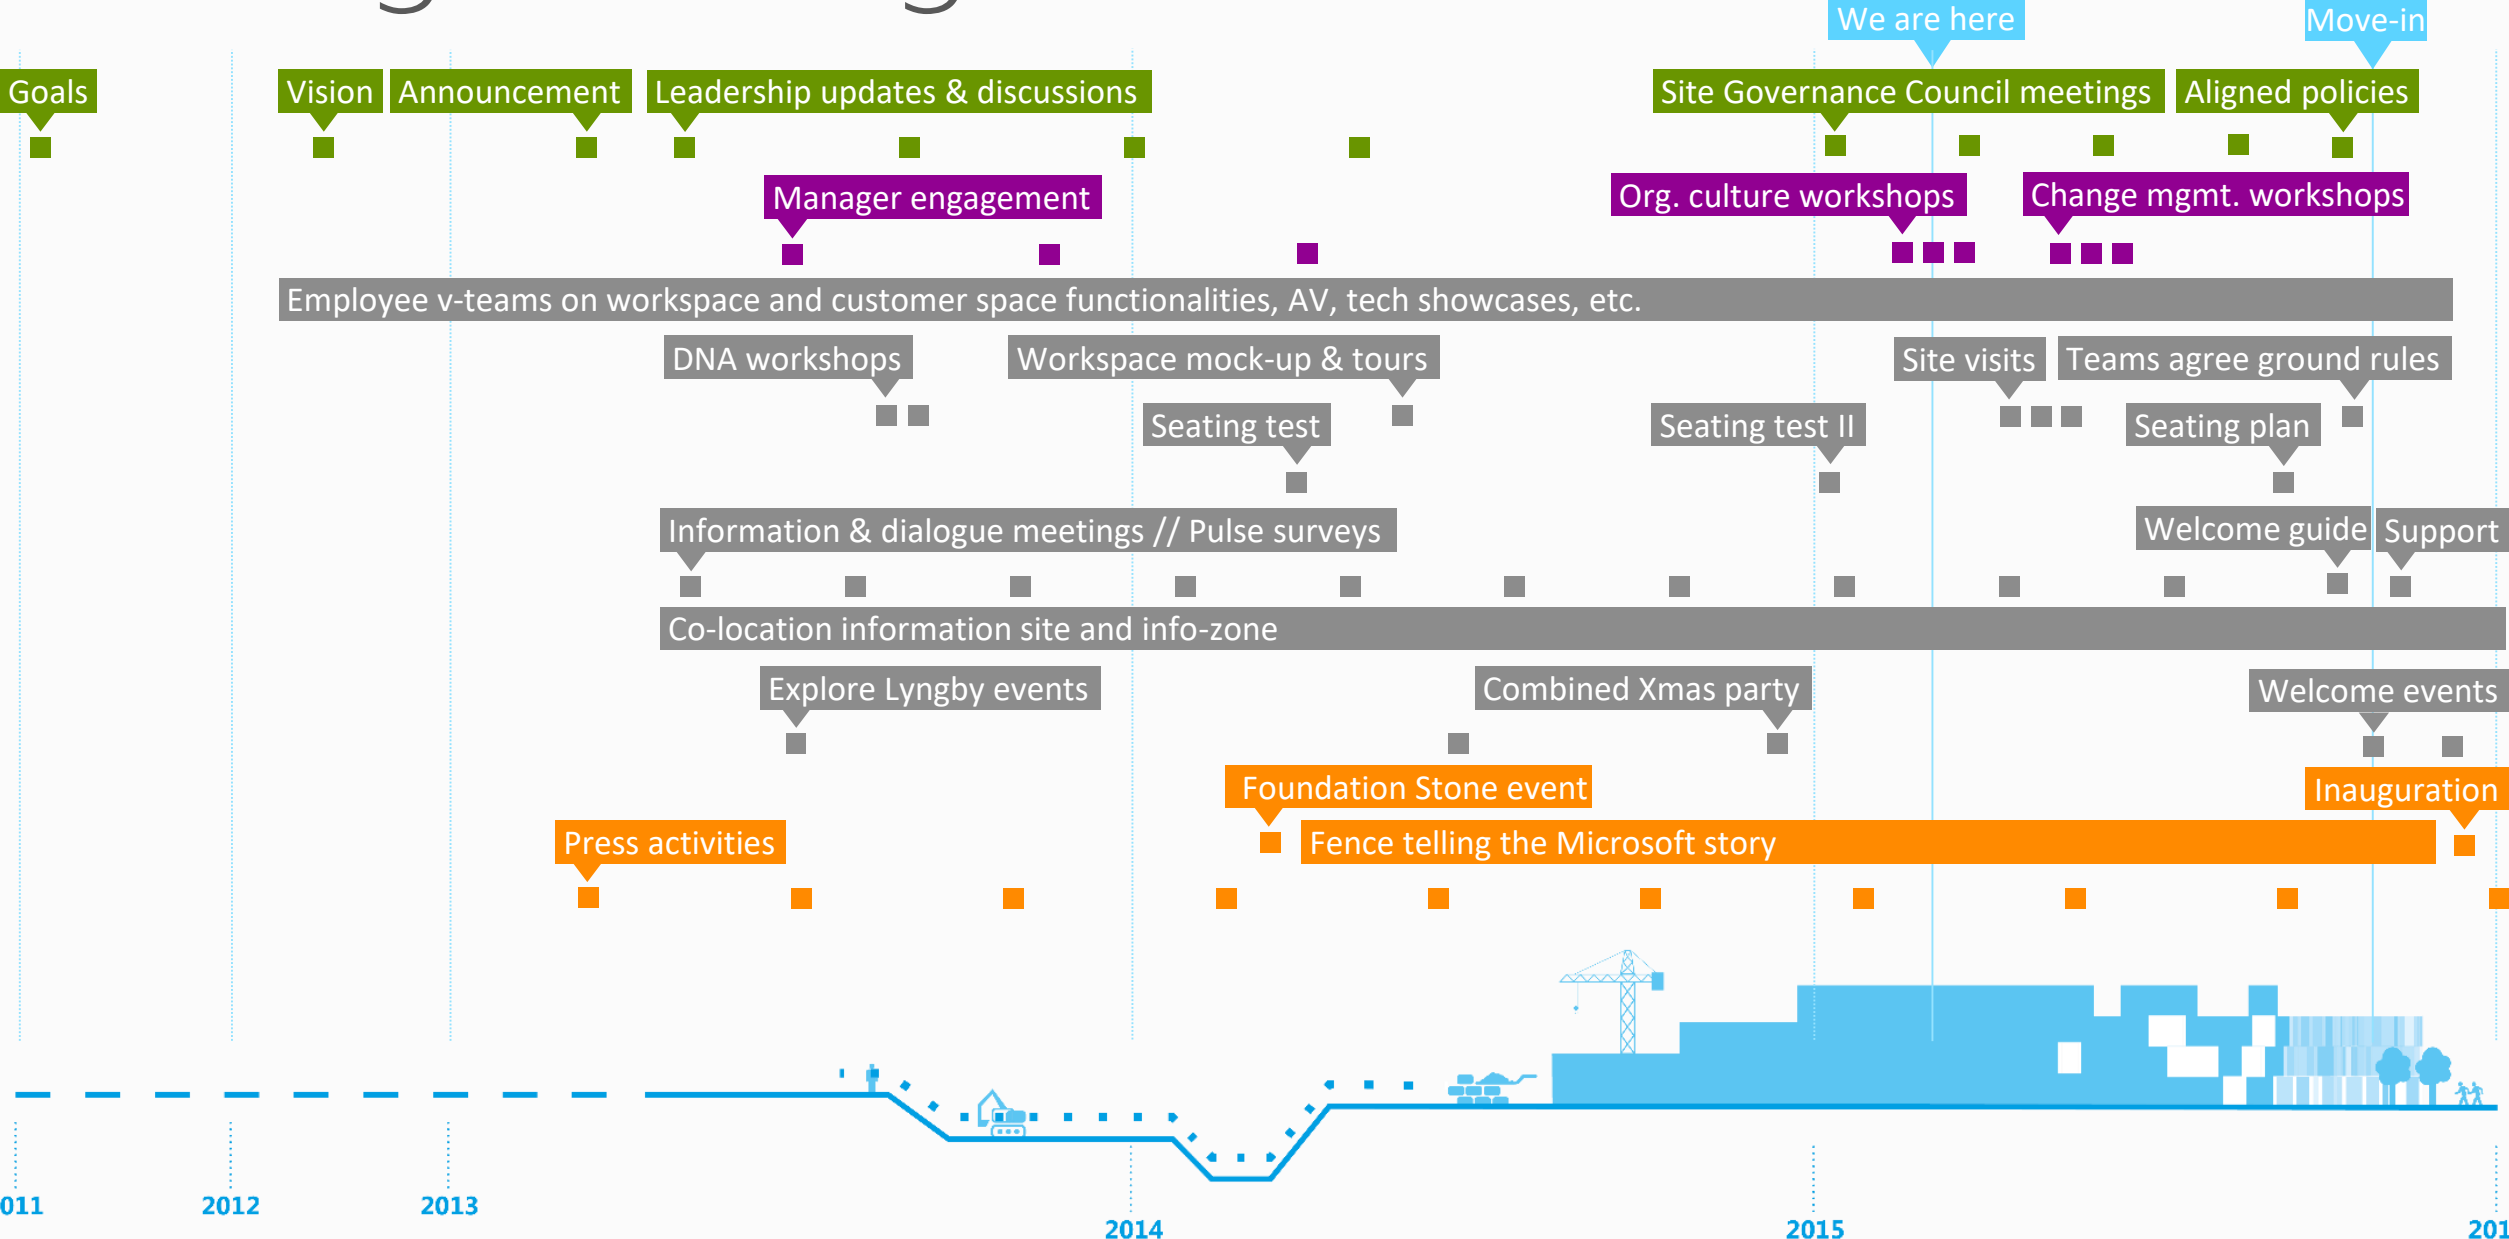 We are here
Move-in
Goals
Vision
Announcement
Leadership updates & discussions
Site Governance Council meetings
Aligned policies
Manager engagement
Org. culture workshops
Change mgmt. workshops
Employee v-teams on workspace and customer space functionalities, AV, tech showcases, etc.
DNA workshops
Workspace mock-up & tours
Site visits
Teams agree ground rules
Seating test
Seating test II
Seating plan
Information & dialogue meetings // Pulse surveys
Welcome guide
Support
Co-location information site and info-zone
Explore Lyngby events
Combined Xmas party
Welcome events
Foundation Stone event
Inauguration
Press activities
Fence telling the Microsoft story
011
2012
2013
2014
2015
201